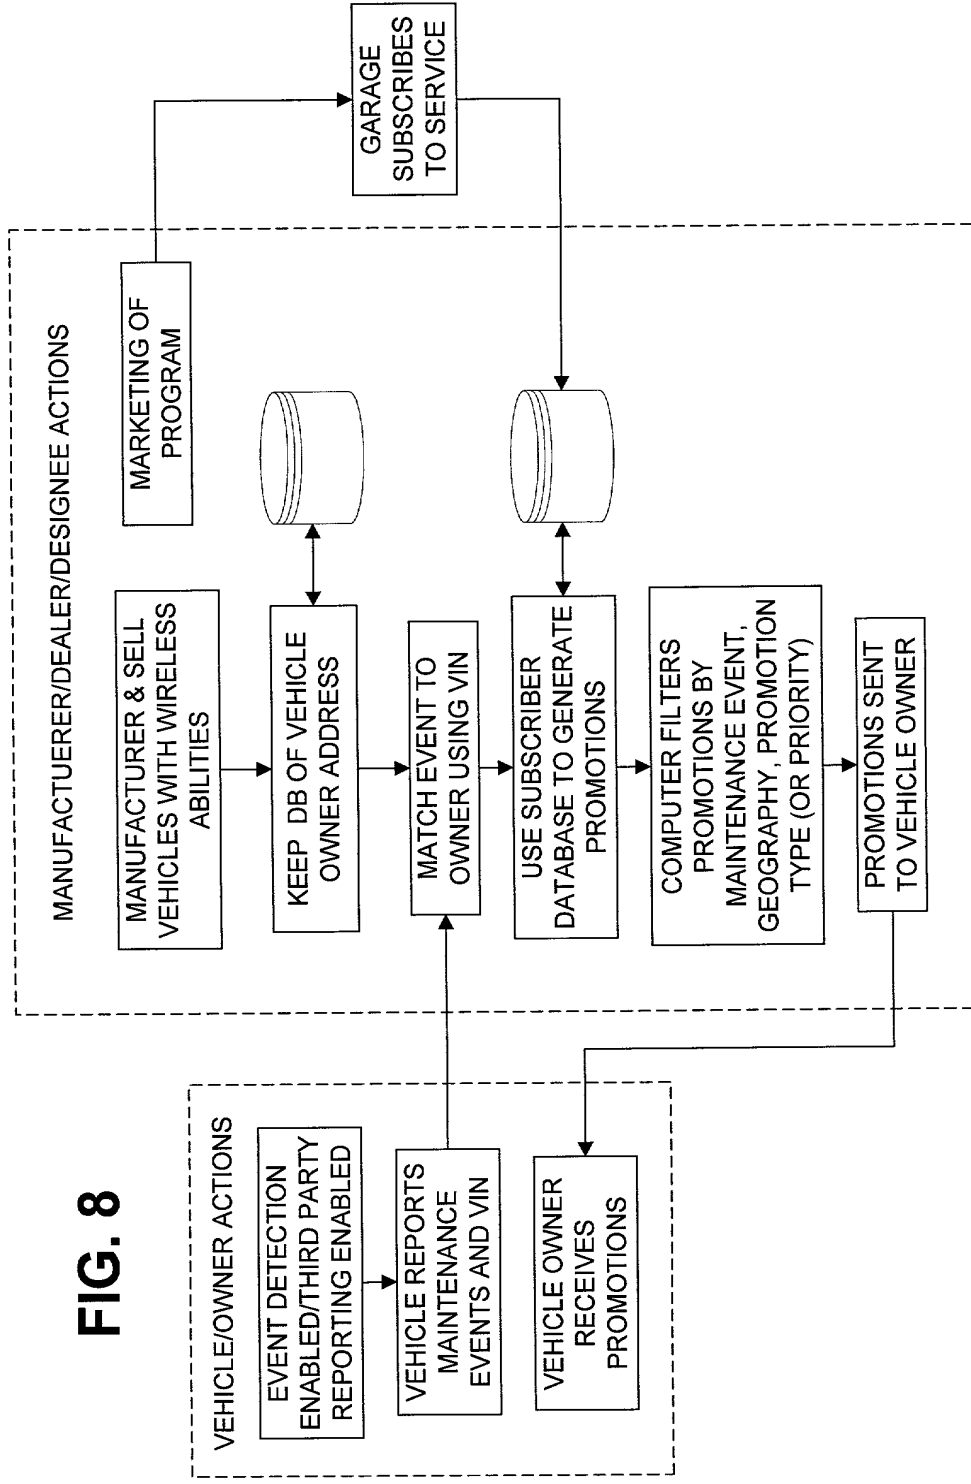 FIG. 8
VEHICLE/OWNER ACTIONS
EVENT DETECTION
ENABLED/THIRD PARTY
REPORTING ENABLED
VEHICLE REPORTS
MAINTENANCE
EVENTS AND VIN
VEHICLE OWNER
RECEIVES
PROMOTIONS
MANUFACTUERER/DEALER/DESIGNEE ACTIONS
MANUFACTURER & SELL
VEHICLES WITH WIRELESS
ABILITIES
KEEP DB OF VEHICLE
OWNER ADDRESS
MATCH EVENT TO
OWNER USING VIN
USE SUBSCRIBER
DATABASE TO GENERATE
PROMOTIONS
COMPUTER FILTERS
PROMOTIONS BY
MAINTENANCE EVENT,
GEOGRAPHY, PROMOTION
TYPE (OR PRIORITY)
PROMOTIONS SENT
TO VEHICLE OWNER
MARKETING OF
PROGRAM
GARAGE
SUBSCRIBES
TO SERVICE